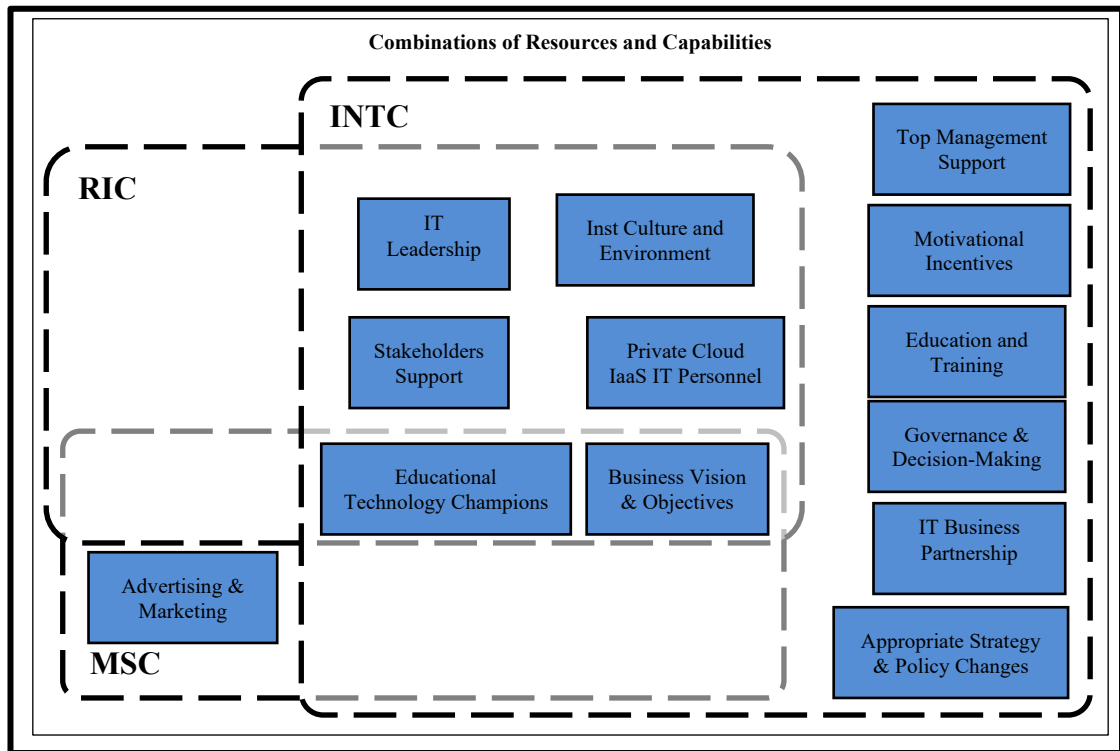 Combinations of Resources and Capabilities
INTC
RIC
Top Management
Support
IT
Leadership
Inst Culture and
Environment
Motivational
Incentives
Stakeholders
Support
Private Cloud
IaaS IT Personnel
Education and
Training
Educational
Technology Champions
Business Vision
& Objectives
Governance &
Decision-Making
IT Business
Partnership
Advertising &
Marketing
MSC
Appropriate Strategy
& Policy Changes